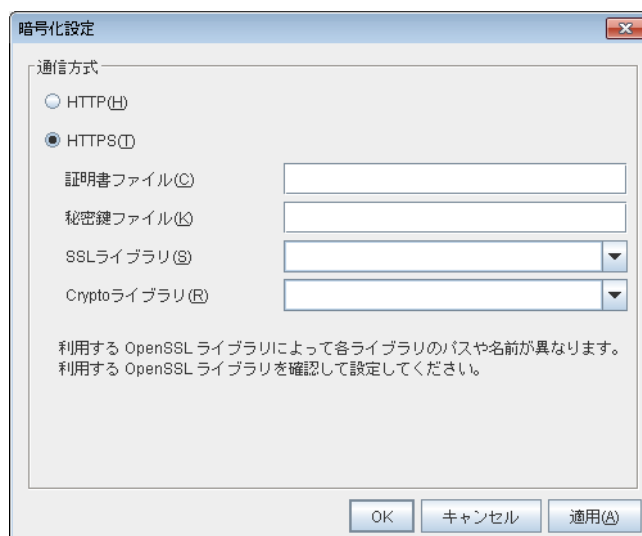 暗号化設定
通信方式
HTTP(H)
HTTPS(T)
証明書ファイル(C)
秘密鍵ファイル(K)
SSLライブラリ(S)
Cryptoライブラリ(R)
利用する OpenSSL ライブラリによって各ライブラリのパスや名前が異なります。
利用する OpenSSL ライブラリを確認して設定してください。
OK キャンセル 適用(A)